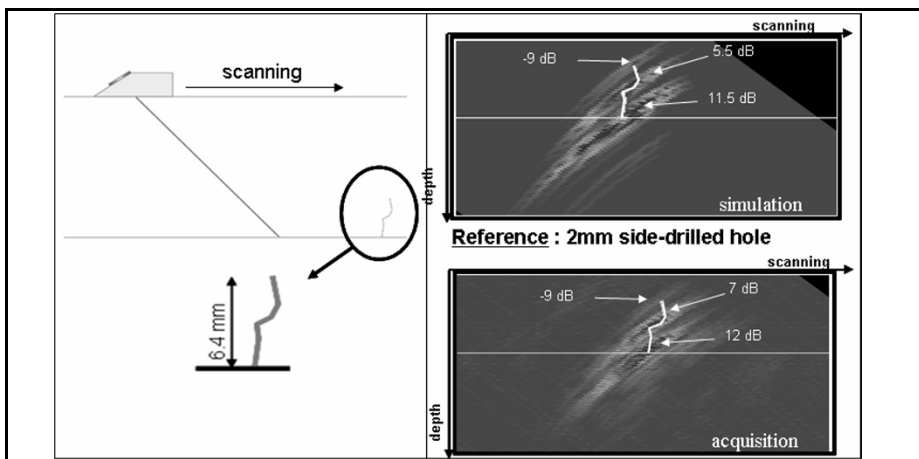 scanning
6.4 mm
scanning
depth
-9 dB
5.5 dB
11.5 dB
simulation
Reference : 2mm side-drilled hole
scanning
depth
-9 dB
7 dB
12 dB
acquisition